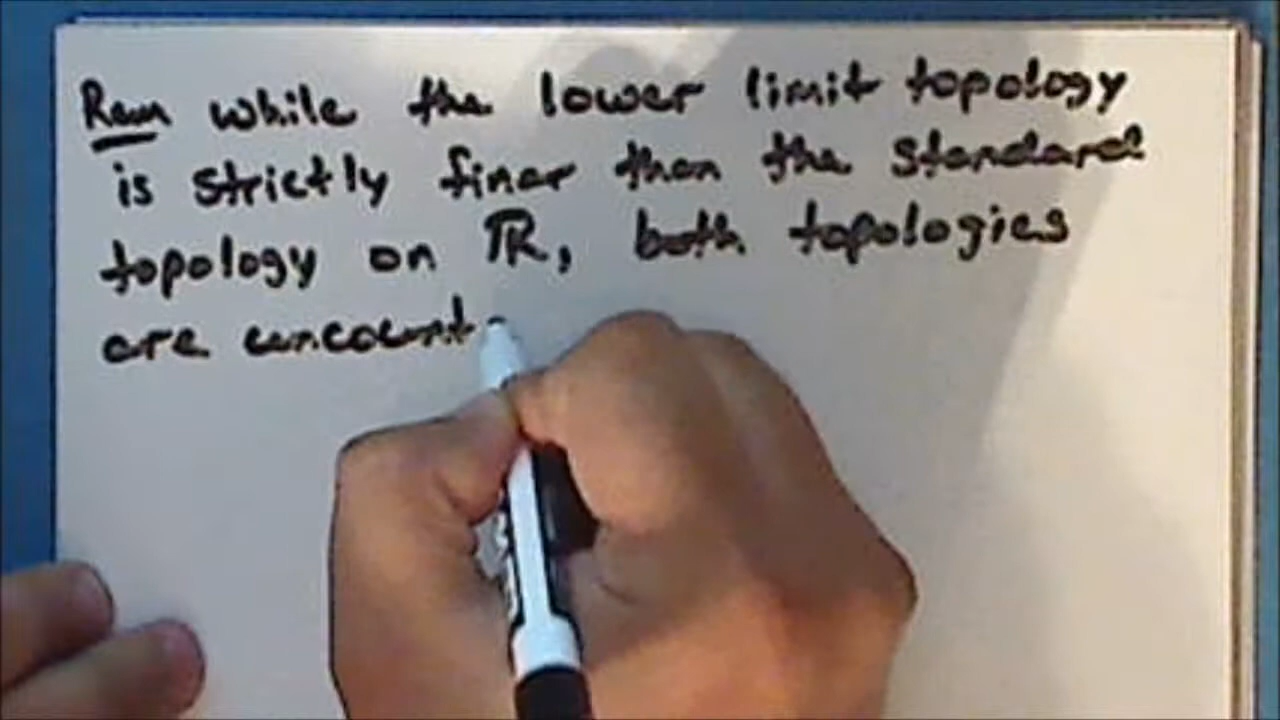 Rem while the lower limit topology
is strictly finer than the standard
topology on ℝ, both topologies
are uncount